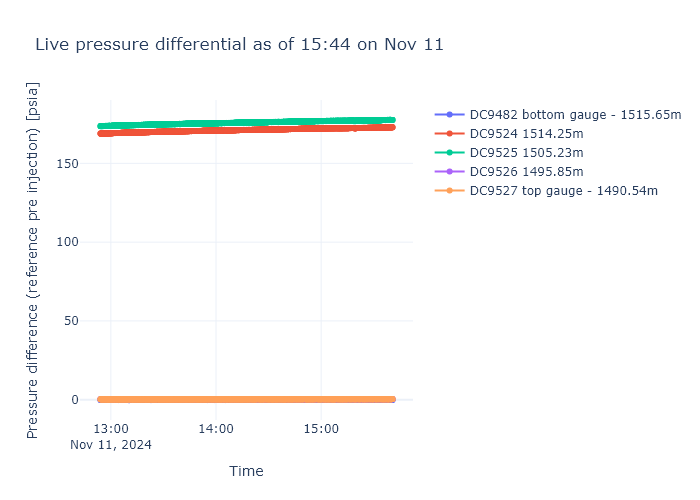 Live pressure differential as of 15:44 on Nov 11
Pressure difference (reference pre injection) [psia]
150
100
50
0
13:00
Nov 11, 2024
14:00
15:00
Time
DC9482 bottom gauge - 1515.65m
DC9524 1514.25m
DC9525 1505.23m
DC9526 1495.85m
DC9527 top gauge - 1490.54m